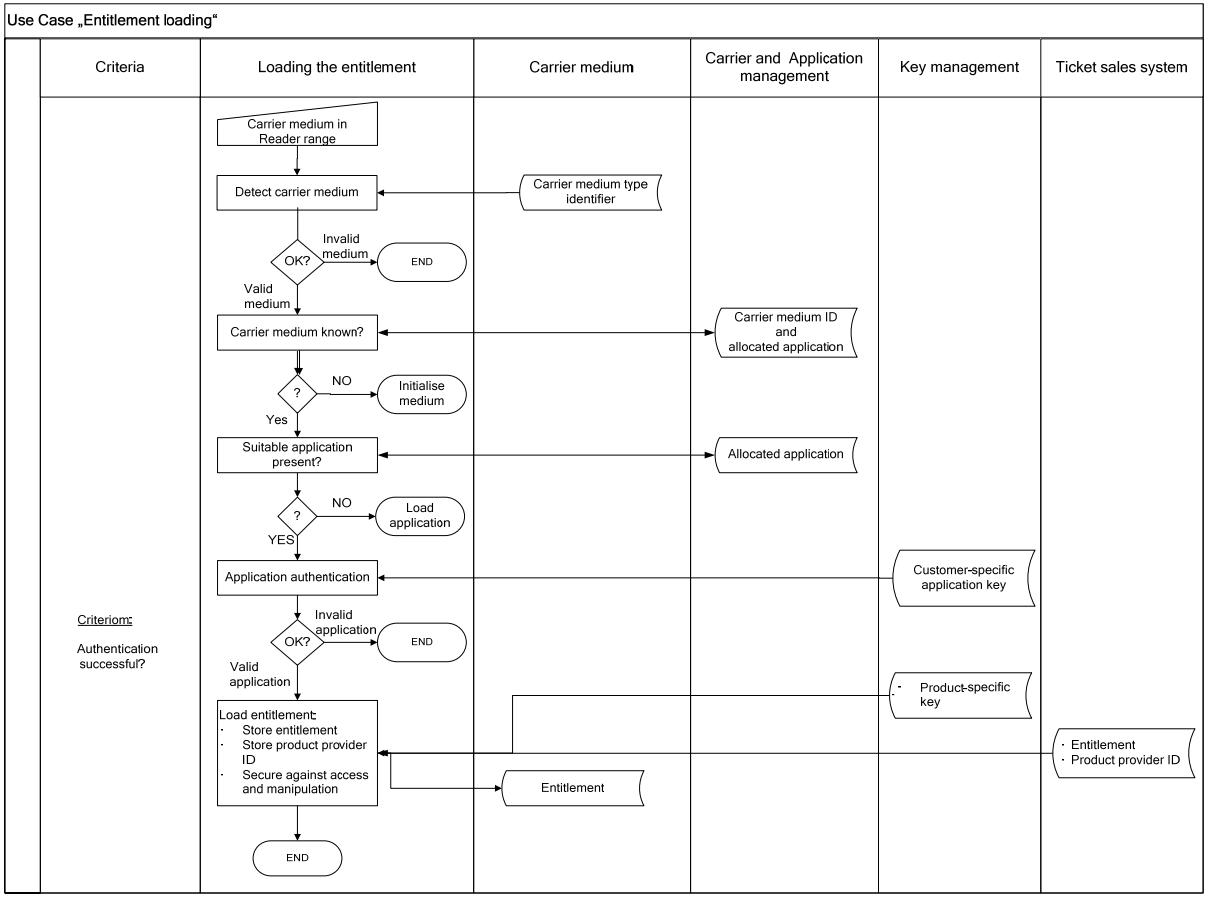 Use Case „Entitlement loading“
Criteria
Loading the entitlement
Carrier medium
Carrier and Application
management
Key management
Ticket sales system
Carrier medium in
Reader range
Detect carrier medium
Carrier medium type
identifier
OK?
Invalid
medium
END
Valid
medium
Carrier medium known?
Carrier medium ID
and
allocated application
?
NO
Initialise
medium
Yes
Suitable application
present?
Allocated application
?
NO
Load
application
YES
Application authentication
Customer-specific
application key
Criteriom:
Authentication
successful?
OK?
Invalid
application
END
Valid
application
- Product-specific
key
Load entitlement:
· Store entitlement
· Store product provider
ID
· Secure against access
and manipulation
· Entitlement
· Product provider ID
Entitlement
END